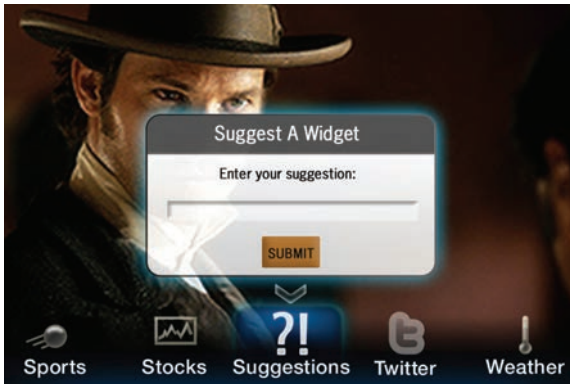 Suggest A Widget
Enter your suggestion:
SUBMIT
?!
Sports Stocks Suggestions Twitter Weather